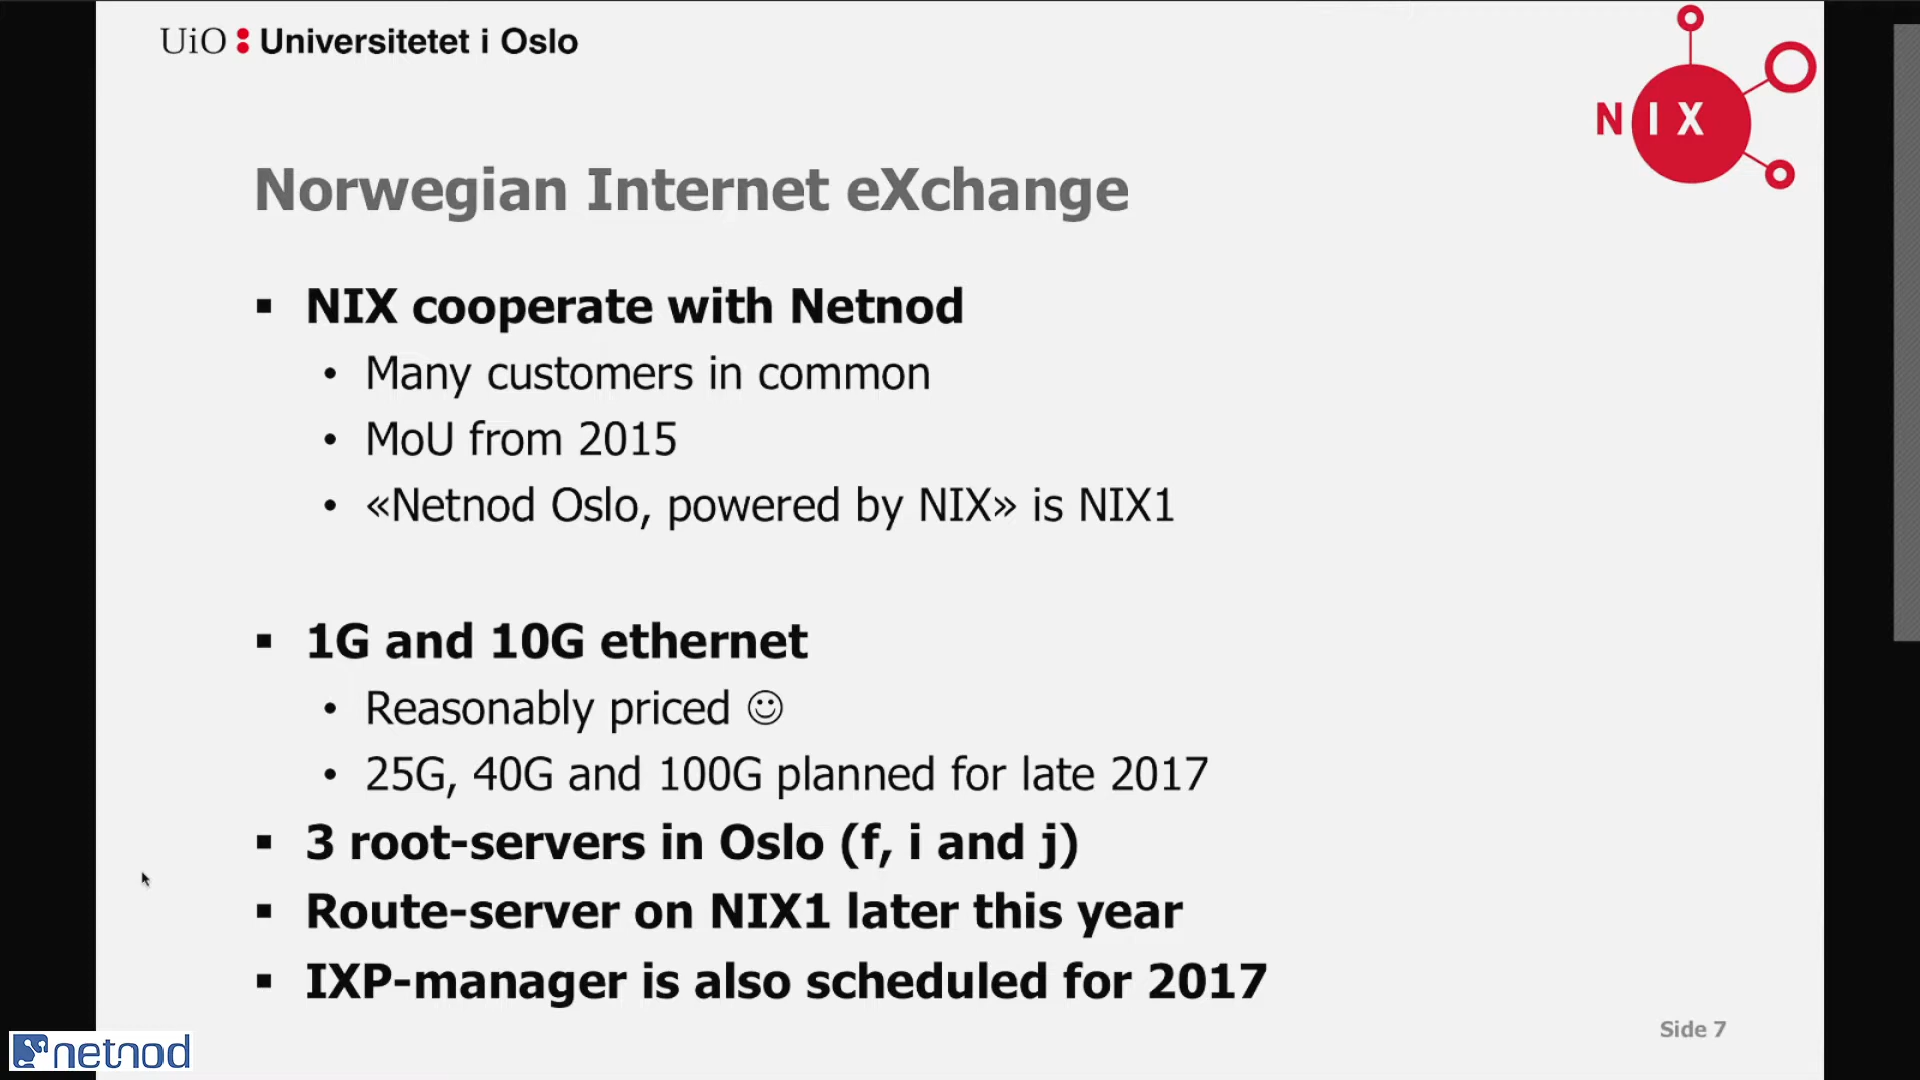 UiO : Universitetet i Oslo
N I X
Norwegian Internet eXchange
▪ NIX cooperate with Netnod
• Many customers in common
• MoU from 2015
• «Netnod Oslo, powered by NIX» is NIX1
▪ 1G and 10G ethernet
• Reasonably priced ☺
• 25G, 40G and 100G planned for late 2017
▪ 3 root-servers in Oslo (f, i and j)
▪ Route-server on NIX1 later this year
▪ IXP-manager is also scheduled for 2017
Side 7
netnod